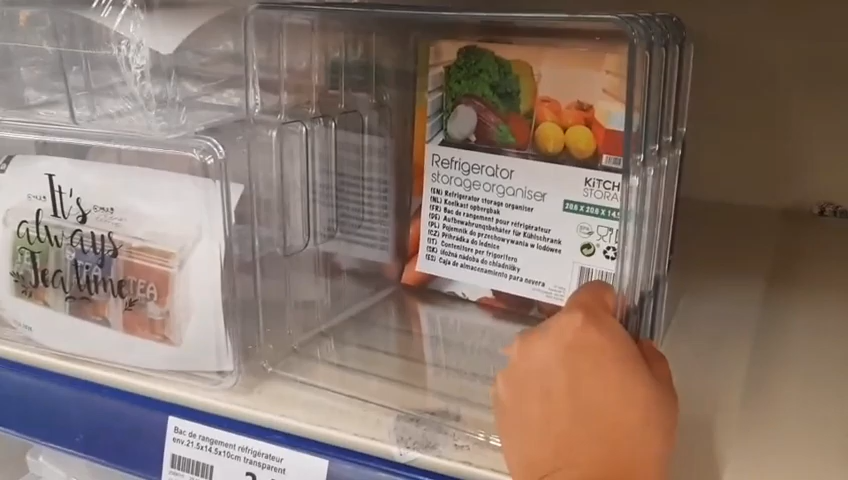 It's
always
Tea time
TEA
Refrigerator
storage organiser
KITCH
STORA
(EN) Refrigerator storage organiser
(NL) Koelkast opbergbak
(FR) Bac de rangement pour réfrigérateur
(DE) Aufbewahrungsbehälter für Kühlschrank
(PL) Pojemnik do przechowywania w lodówce
(CZ) Přihrádka do lednice
(IT) Contenitore per frigorifero
(SK) Úložná nádoba do chladničky
(ES) Caja de almacenamiento para nevera
Bac de rangement réfrigérateur
env.21.5x14.5x10cm transparent